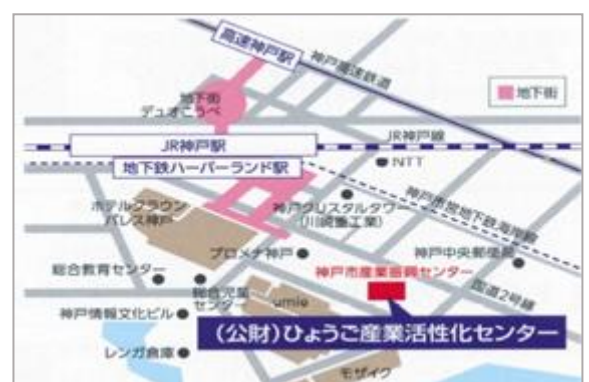 高速神戸駅
神戸高速鉄道
地下街
デュオこうべ
地下街
JR神戸駅
JR神戸線
地下鉄ハーバーランド駅
NTT
ホテルクラウン
パレス神戸
神戸クリスタルタワー
(川崎重工業)
神戸市営地下鉄海岸線
プロメナ神戸
神戸中央郵便局
総合教育センター
神戸市産業振興センター
総合児童
センター
umie
国道2号線
神戸情報文化ビル
(公財)ひょうご産業活性化センター
レンガ倉庫
モザイク